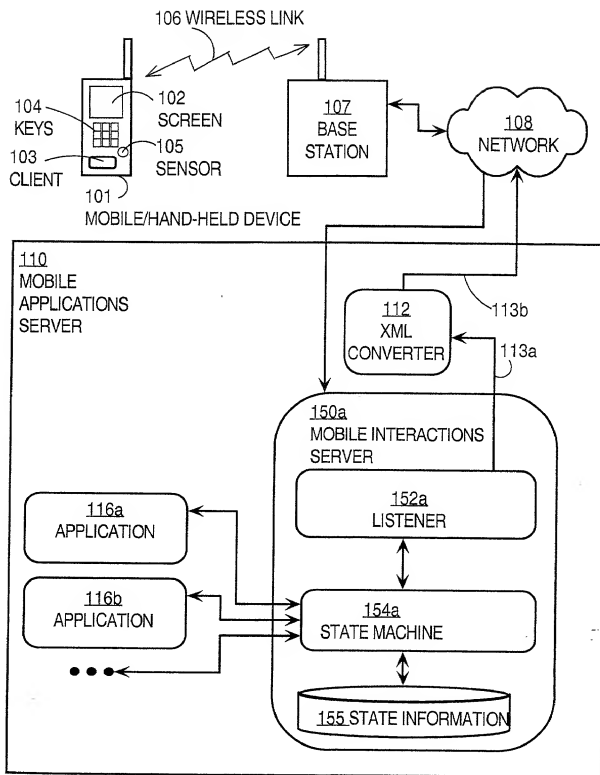 106 WIRELESS LINK
104
KEYS
103
CLIENT
102
SCREEN
105
SENSOR
101
MOBILE/HAND-HELD DEVICE
107
BASE
STATION
108
NETWORK
110
MOBILE
APPLICATIONS
SERVER
112
XML
CONVERTER
113b
113a
150a
MOBILE INTERACTIONS
SERVER
152a
LISTENER
116a
APPLICATION
116b
APPLICATION
154a
STATE MACHINE
155 STATE INFORMATION